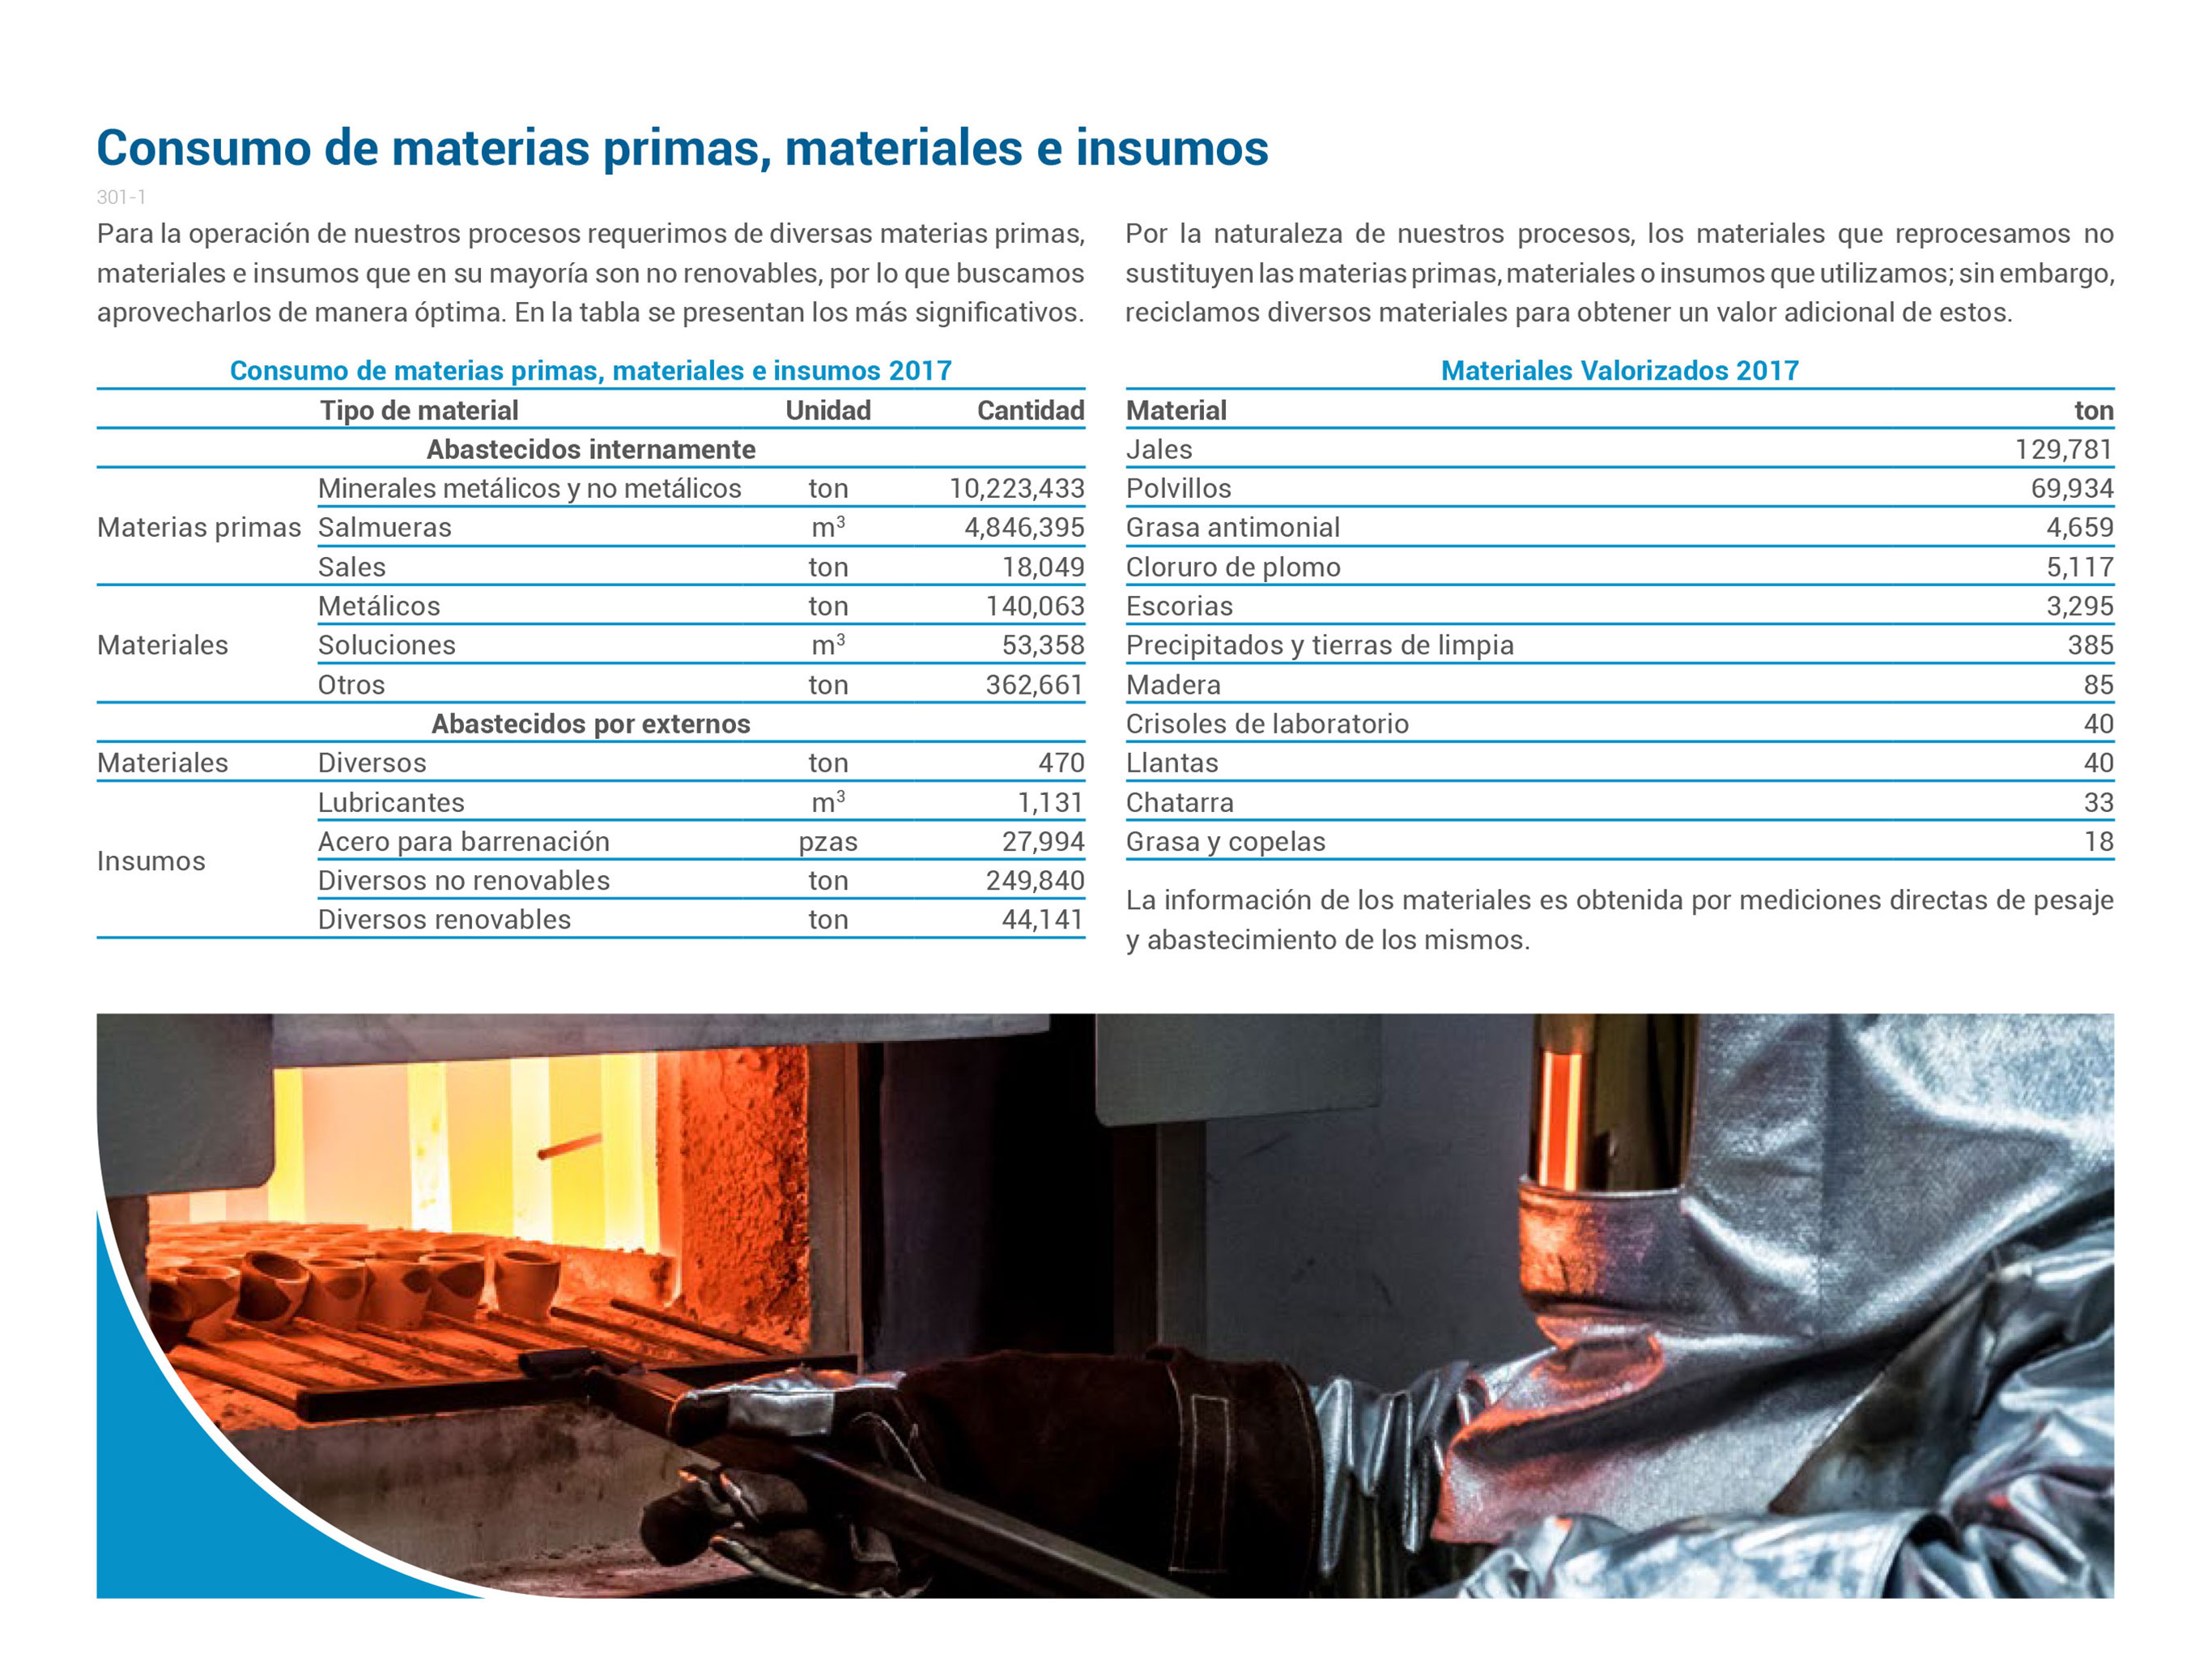 Consumo de materias primas, materiales e insumos
301-1
Para la operación de nuestros procesos requerimos de diversas materias primas,
materiales e insumos que en su mayoría son no renovables, por lo que buscamos
aprovecharlos de manera óptima. En la tabla se presentan los más significativos.
Consumo de materias primas, materiales e insumos 2017
Tipo de material Unidad Cantidad
Abastecidos internamente
Minerales metálicos y no metálicos ton 10,223,433
Materias primas Salmueras m³ 4,846,395
Sales ton 18,049
Metálicos ton 140,063
Materiales Soluciones m³ 53,358
Otros ton 362,661
Abastecidos por externos
Materiales Diversos ton 470
Lubricantes m³ 1,131
Acero para barrenación pzas 27,994
Insumos
Diversos no renovables ton 249,840
Diversos renovables ton 44,141
Por la naturaleza de nuestros procesos, los materiales que reprocesamos no
sustituyen las materias primas, materiales o insumos que utilizamos; sin embargo,
reciclamos diversos materiales para obtener un valor adicional de estos.
Materiales Valorizados 2017
Material ton
Jales 129,781
Polvillos 69,934
Grasa antimonial 4,659
Cloruro de plomo 5,117
Escorias 3,295
Precipitados y tierras de limpia 385
Madera 85
Crisoles de laboratorio 40
Llantas 40
Chatarra 33
Grasa y copelas 18
La información de los materiales es obtenida por mediciones directas de pesaje
y abastecimiento de los mismos.